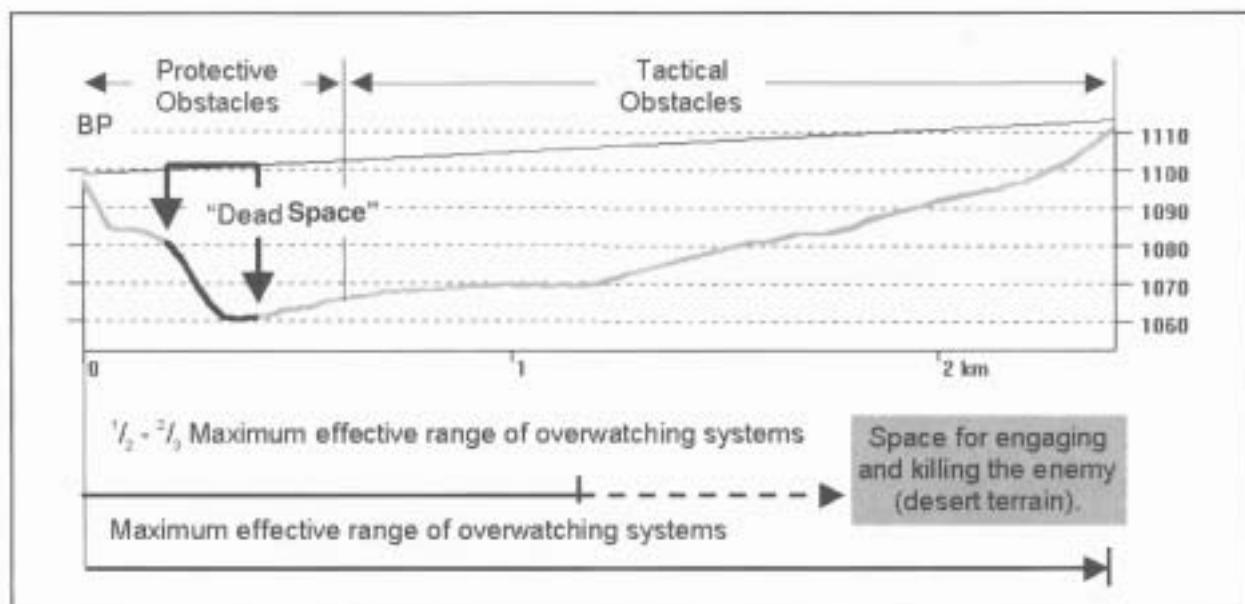 Protective
Obstacles
Tactical
Obstacles
BP
"Dead Space"
1110
1100
1090
1080
1070
1060
0
1
2 km
1/2 - 2/3 Maximum effective range of overwatching systems
Space for engaging
and killing the enemy
(desert terrain).
Maximum effective range of overwatching systems